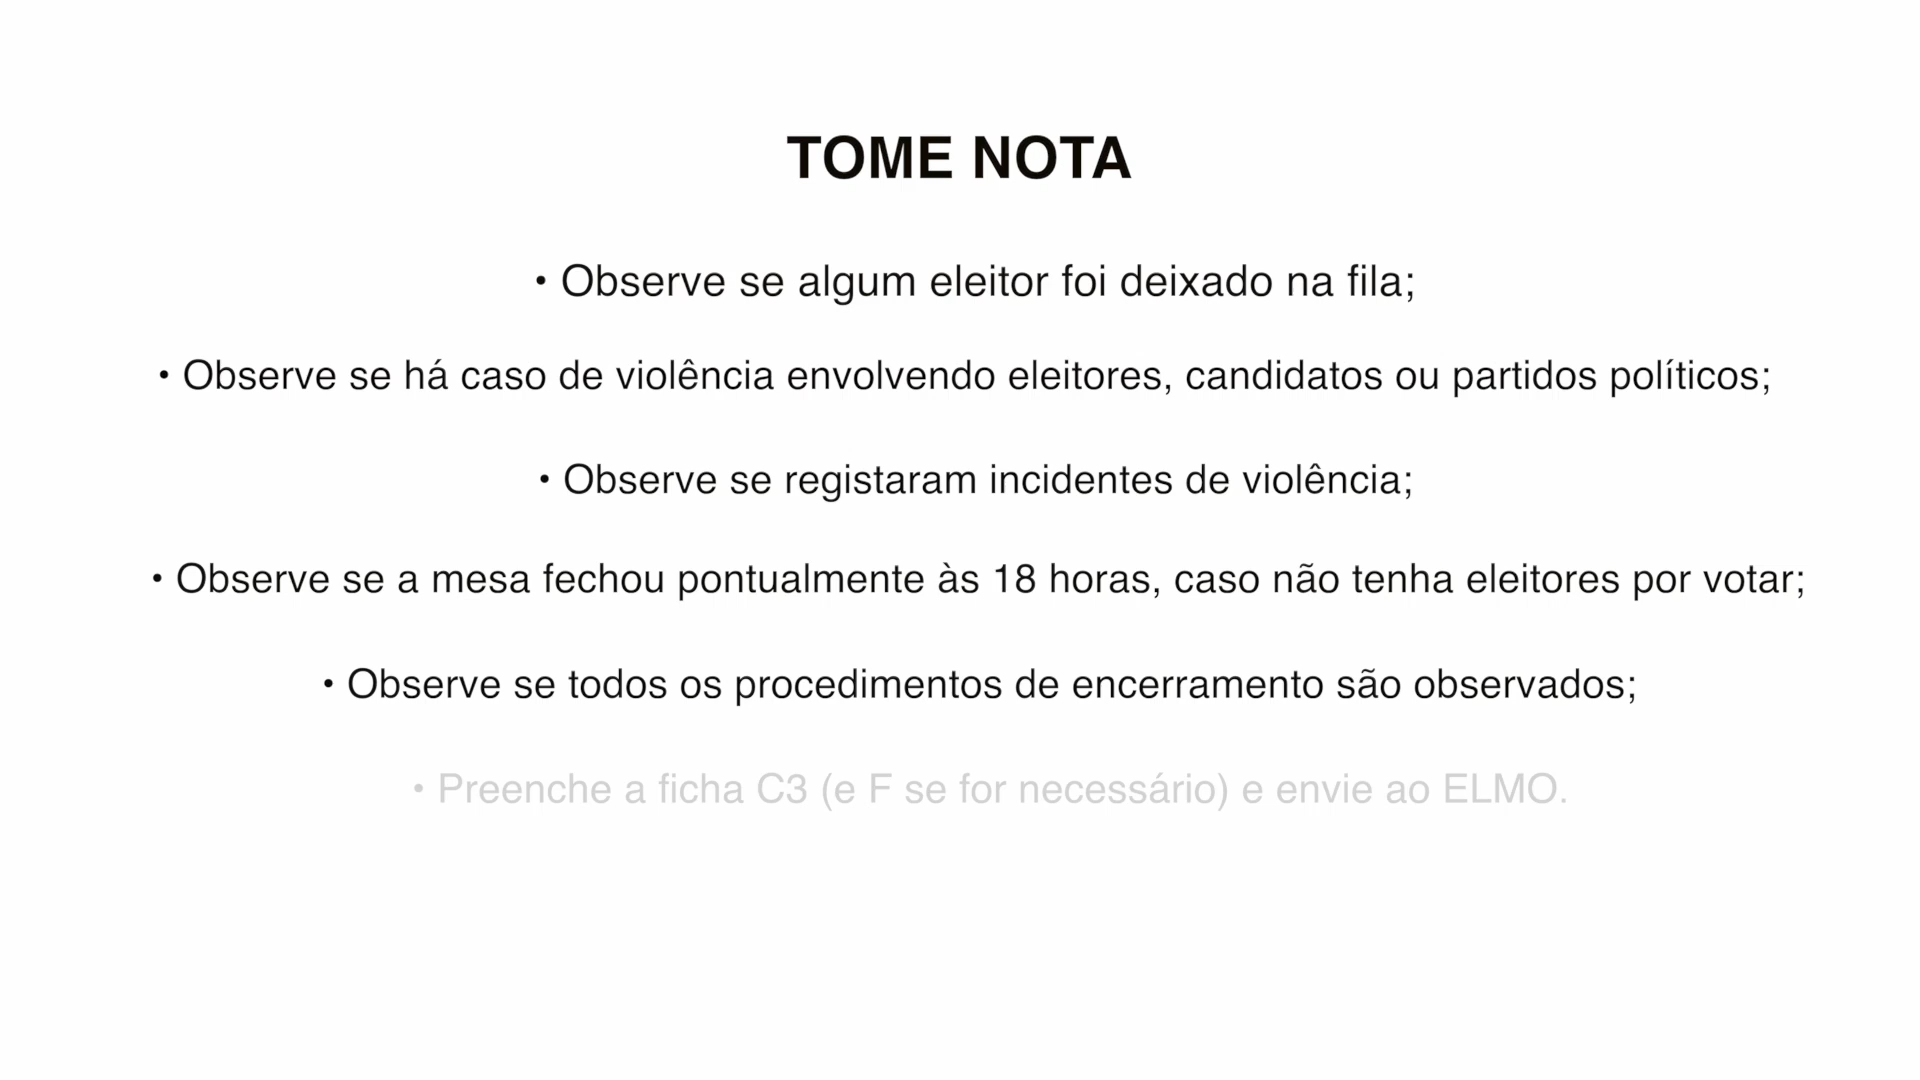 TOME NOTA
• Observe se algum eleitor foi deixado na fila;
• Observe se há caso de violência envolvendo eleitores, candidatos ou partidos políticos;
• Observe se registaram incidentes de violência;
• Observe se a mesa fechou pontualmente às 18 horas, caso não tenha eleitores por votar;
• Observe se todos os procedimentos de encerramento são observados;
• Preenche a ficha C3 (e F se for necessário) e envie ao ELMO.